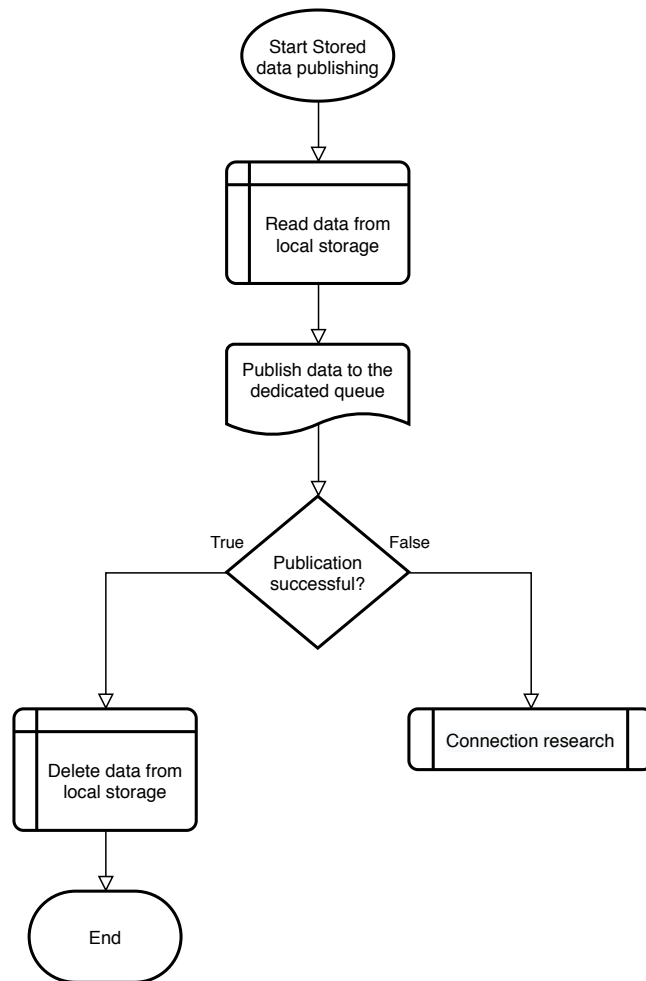 Start Stored
data publishing
Read data from
local storage
Publish data to the
dedicated queue
True
False
Publication
successful?
Delete data from
local storage
Connection research
End